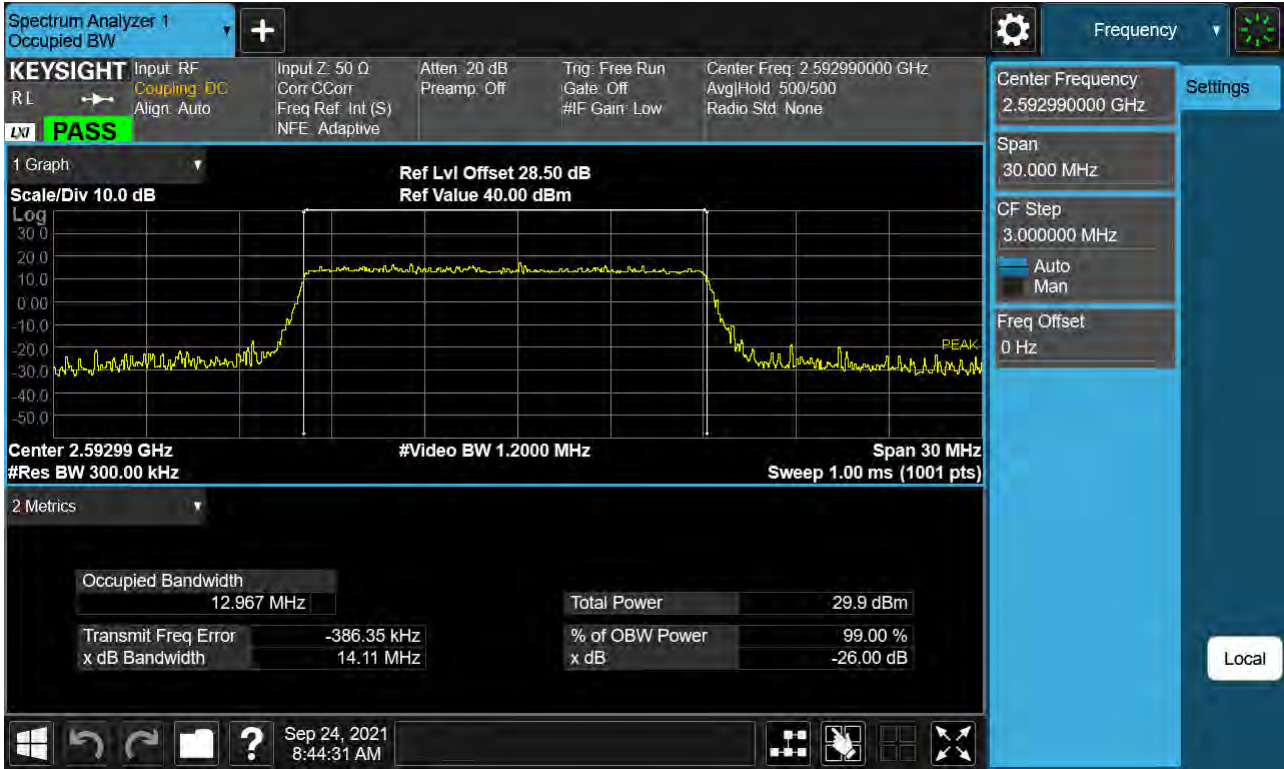 Spectrum Analyzer 1
Occupied BW
Frequency
KEYSIGHT
R L
LXI
PASS
Input: RF
Coupling: DC
Align: Auto
Input Z: 50 Ω
Corr CCorr
Freq Ref: Int (S)
NFE: Adaptive
Atten: 20 dB
Preamp: Off
Trig: Free Run
Gate: Off
#IF Gain: Low
Center Freq: 2.592990000 GHz
Avg|Hold: 500/500
Radio Std: None
Center Frequency
2.592990000 GHz
Settings
Span
30.000 MHz
CF Step
3.000000 MHz
Auto
Man
Freq Offset
0 Hz
1 Graph
Scale/Div 10.0 dB
Ref Lvl Offset 28.50 dB
Ref Value 40.00 dBm
Log
30.0
20.0
10.0
0.00
-10.0
-20.0
-30.0
-40.0
-50.0
PEAK
Center 2.59299 GHz
#Video BW 1.2000 MHz
Span 30 MHz
#Res BW 300.00 kHz
Sweep 1.00 ms (1001 pts)
2 Metrics
Occupied Bandwidth
12.967 MHz
Transmit Freq Error -386.35 kHz
x dB Bandwidth 14.11 MHz
Total Power 29.9 dBm
% of OBW Power 99.00 %
x dB -26.00 dB
Local
?
Sep 24, 2021
8:44:31 AM